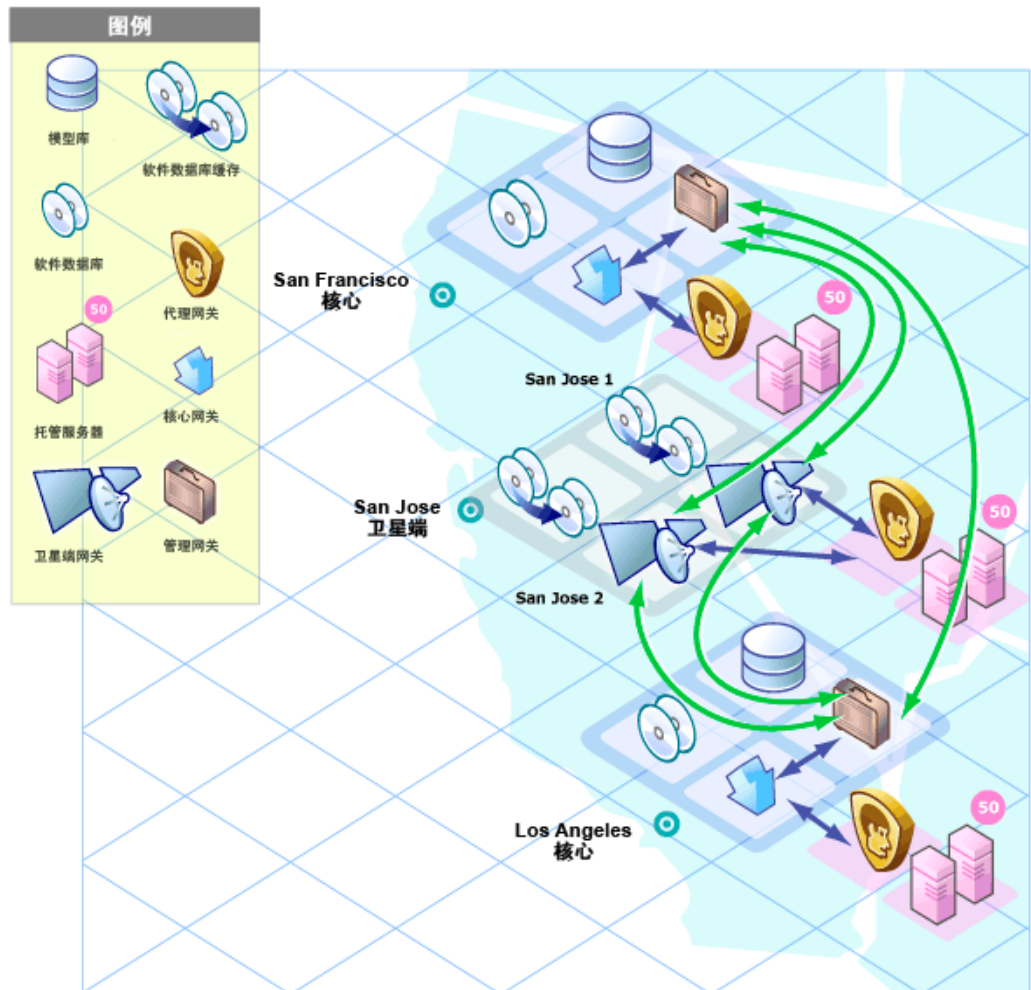 图例
模型库
软件数据库缓存
软件数据库
代理网关
50
托管服务器
核心网关
卫星端网关
管理网关
San Francisco
核心
50
San Jose 1
San Jose
卫星端
50
San Jose 2
Los Angeles
核心
50